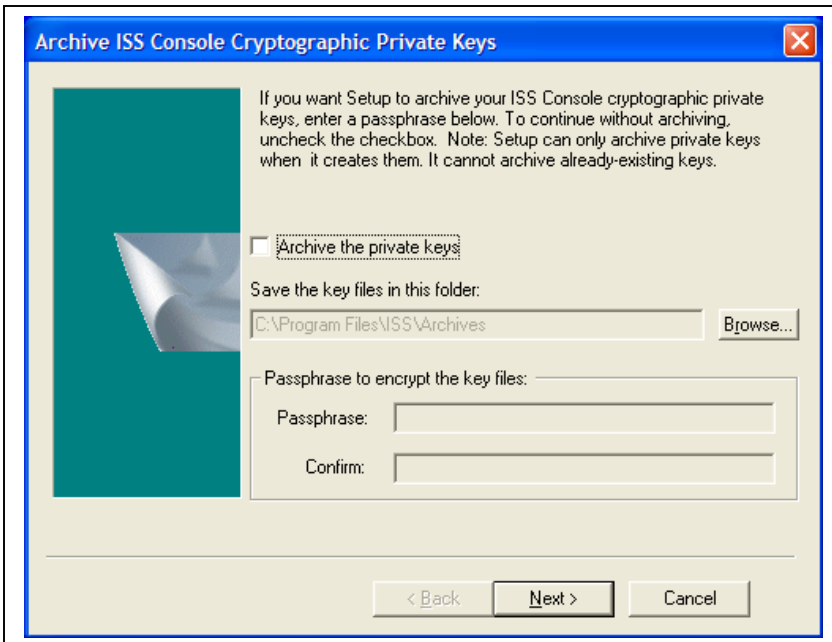 Archive ISS Console Cryptographic Private Keys
If you want Setup to archive your ISS Console cryptographic private
keys, enter a passphrase below. To continue without archiving,
uncheck the checkbox. Note: Setup can only archive private keys
when it creates them. It cannot archive already-existing keys.
Archive the private keys
Save the key files in this folder:
C:\Program Files\ISS\Archives
Browse...
Passphrase to encrypt the key files:
Passphrase:
Confirm:
< Back
Next >
Cancel